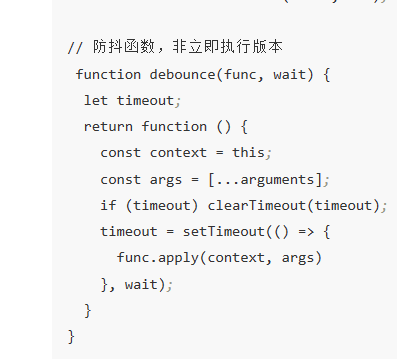 // 防抖函数，非立即执行版本
function debounce(func, wait) {
let timeout;
return function () {
const context = this;
const args = [...arguments];
if (timeout) clearTimeout(timeout);
timeout = setTimeout(() => {
func.apply(context, args)
}, wait);
}
}